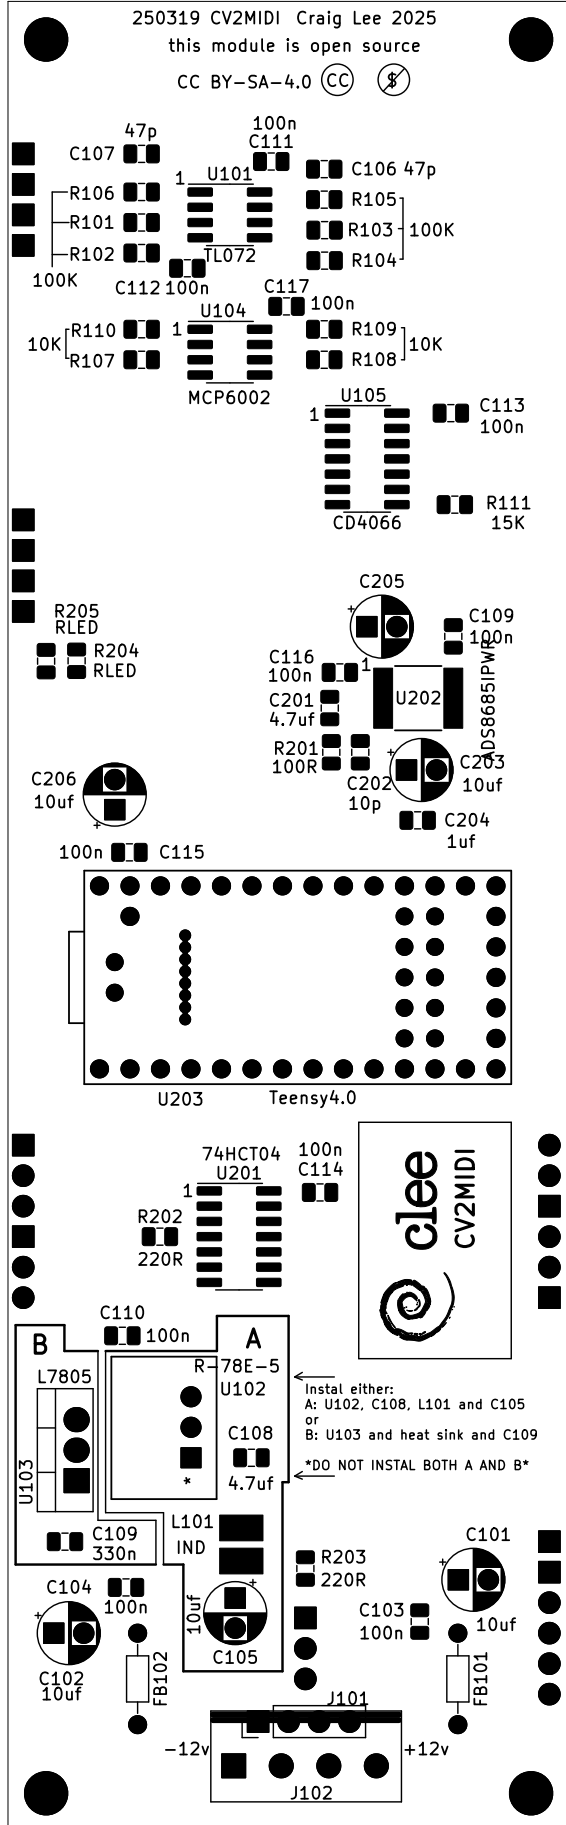 250319 CV2MIDI Craig Lee 2025
this module is open source
CC BY-SA-4.0 CC $
100n
47p C111
C107 C106 47p
1 U101
R106 R105
R101 R103 100K
R102 TL072 R104
100K
C112 100n C117 100n
U104
R110 1 R109
10K 10K
R107 R108
MCP6002
U105
1 C113
100n
R111
CD4066 15K
C205
+
R205 C109
RLED 100n
R204 C116 1
RLED 100n
C201 U202 ADS8685IPWR
4.7uf
R201 + C203
100R
C206 C202 10uf
10uf 10p
+ C204
1uf
100n C115
U203 Teensy4.0
74HCT04 100n
U201 C114
1
R202
220R
clee
CV2MIDI
C110
100n
B A
L7805 R-78E-5
U102
Instal either:
A: U102, C108, L101 and C105
or
B: U103 and heat sink and C109
C108
*DO NOT INSTAL BOTH A AND B*
U103 * 4.7uf
L101
C109 IND C101
330n R203
C104 + 220R +
100n 10uf C103 10uf
+ 100n
C105
C102 FB102 FB101
10uf
J101
-12v +12v
J102